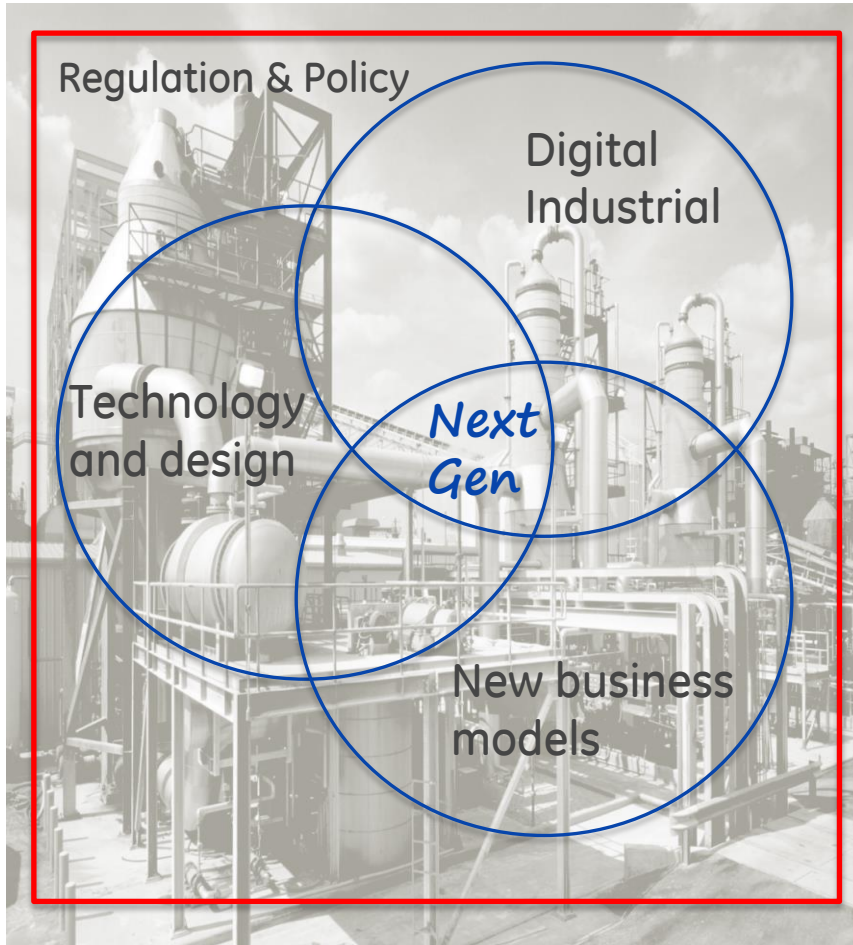 Regulation & Policy
Digital
Industrial
Technology
and design
Next
Gen
New business
models